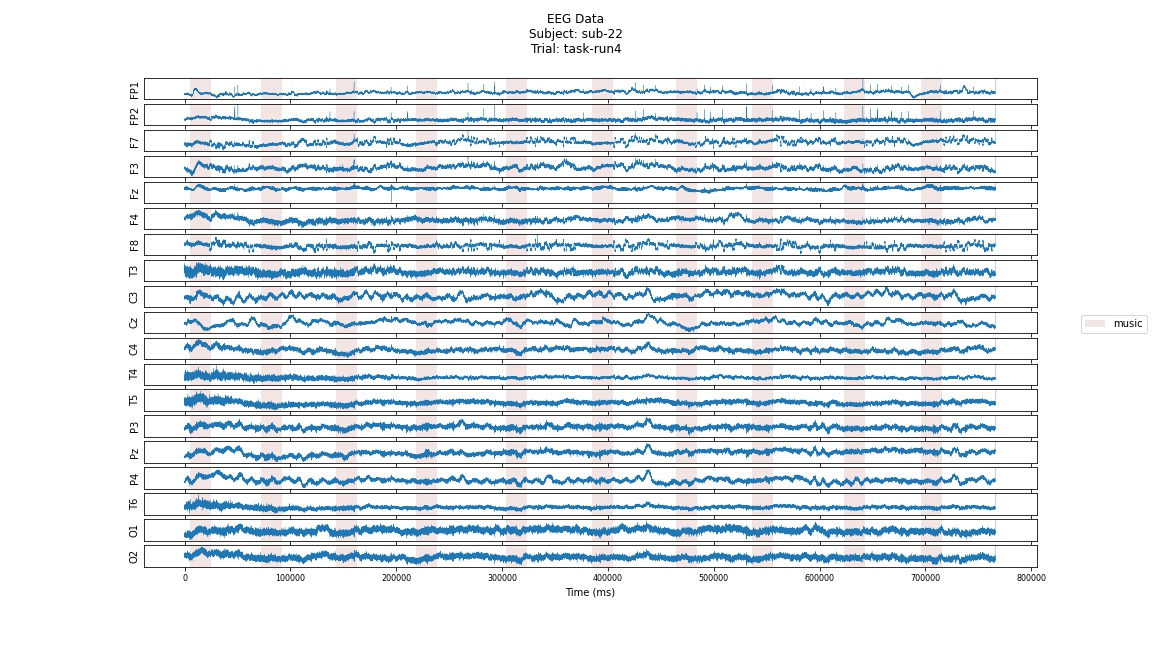 EEG Data
Subject: sub-22
Trial: task-run4
FP1
FP2
F7
F3
Fz
F4
F8
T3
C3
Cz
C4
T4
T5
P3
Pz
P4
T6
O1
O2
music
0 100000 200000 300000 400000 500000 600000 700000 800000
Time (ms)